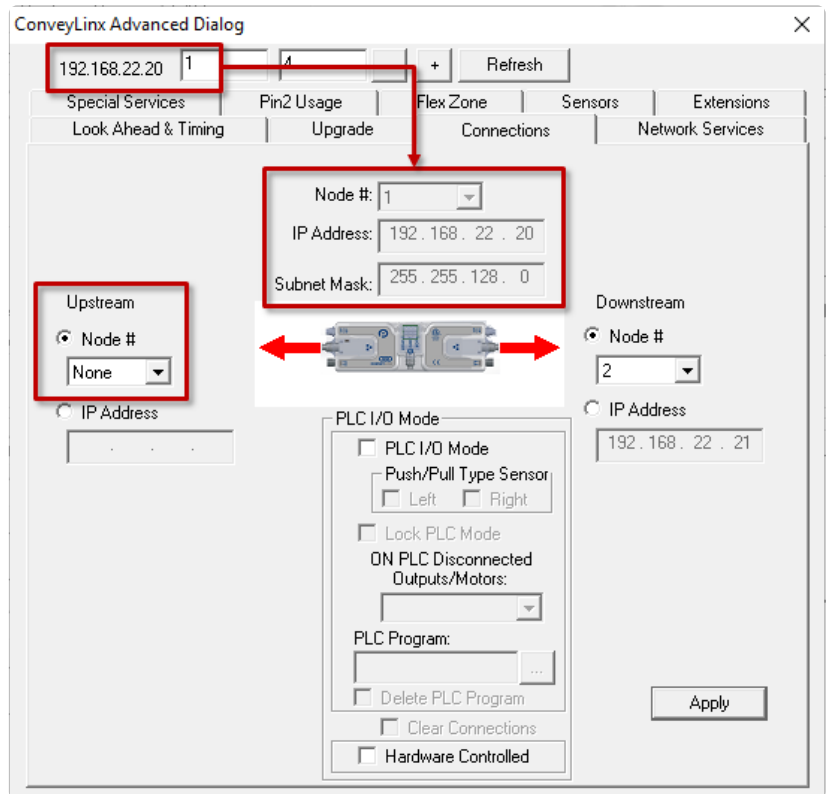 ConveyLinx Advanced Dialog
192.168.22.20 1 4 + Refresh
Special Services Pin2 Usage Flex Zone Sensors Extensions
Look Ahead & Timing Upgrade Connections Network Services
Node #: 1
IP Address: 192 . 168 . 22 . 20
Subnet Mask: 255 . 255 . 128 . 0
Upstream
Node #
None
IP Address
. . .
Downstream
Node #
2
IP Address
192 . 168 . 22 . 21
PLC I/O Mode
PLC I/O Mode
Push/Pull Type Sensor
Left Right
Lock PLC Mode
ON PLC Disconnected
Outputs/Motors:
PLC Program:
...
Delete PLC Program
Clear Connections
Hardware Controlled
Apply